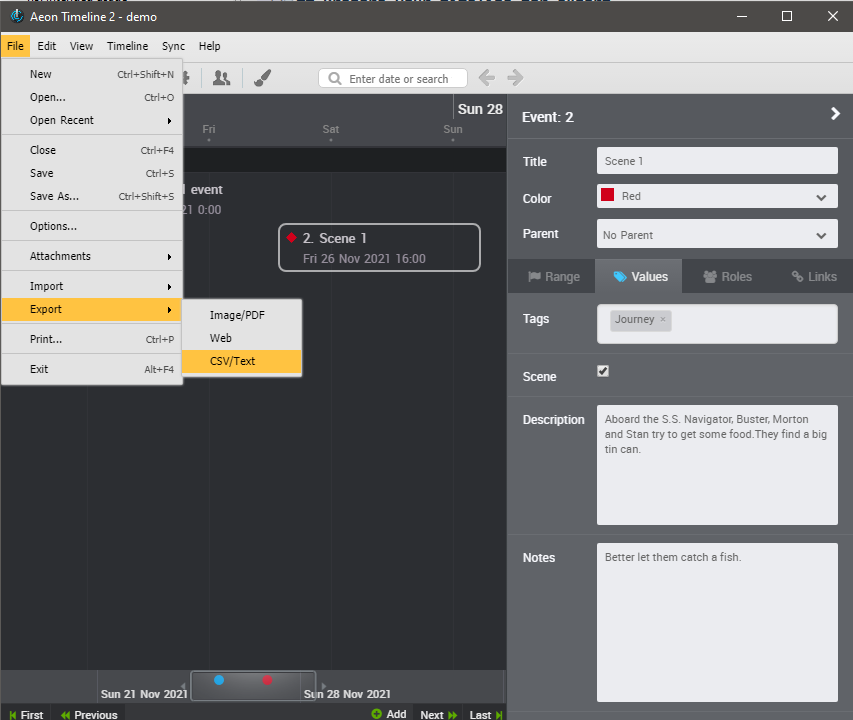 Aeon Timeline 2 - demo
File Edit View Timeline Sync Help
New Ctrl+Shift+N
Open... Ctrl+O
Open Recent
Close Ctrl+F4
Save Ctrl+S
Save As... Ctrl+Shift+S
Options...
Attachments
Import
Export
Print... Ctrl+P
Exit Alt+F4
Image/PDF
Web
CSV/Text
Enter date or search
Sun 28
Fri Sat Sun
event
21 0:00
2. Scene 1
Fri 26 Nov 2021 16:00
Event: 2
Title Scene 1
Color Red
Parent No Parent
Range Values Roles Links
Tags Journey ×
Scene
Description Aboard the S.S. Navigator, Buster, Morton
and Stan try to get some food.They find a big
tin can.
Notes Better let them catch a fish.
Sun 21 Nov 2021 Sun 28 Nov 2021
First Previous Add Next Last